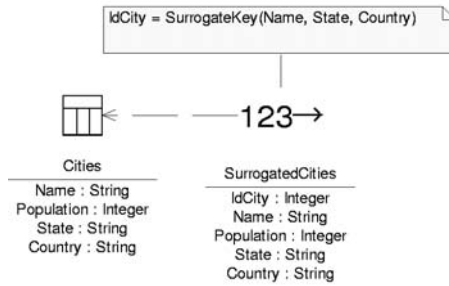 IdCity = SurrogateKey(Name, State, Country)
123→
Cities
Name : String
Population : Integer
State : String
Country : String
SurrogatedCities
IdCity : Integer
Name : String
Population : Integer
State : String
Country : String